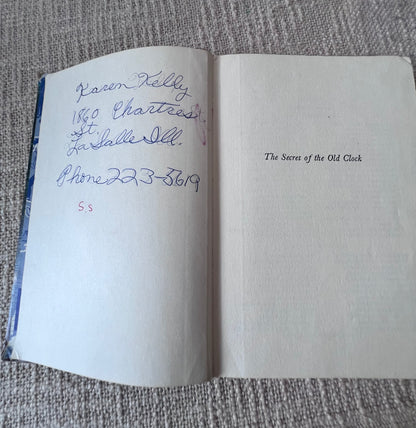 Karen Kelly
1860 Chartres
St.
La Salle Ill.
Phone 223-3619
S.S
The Secret of the Old Clock